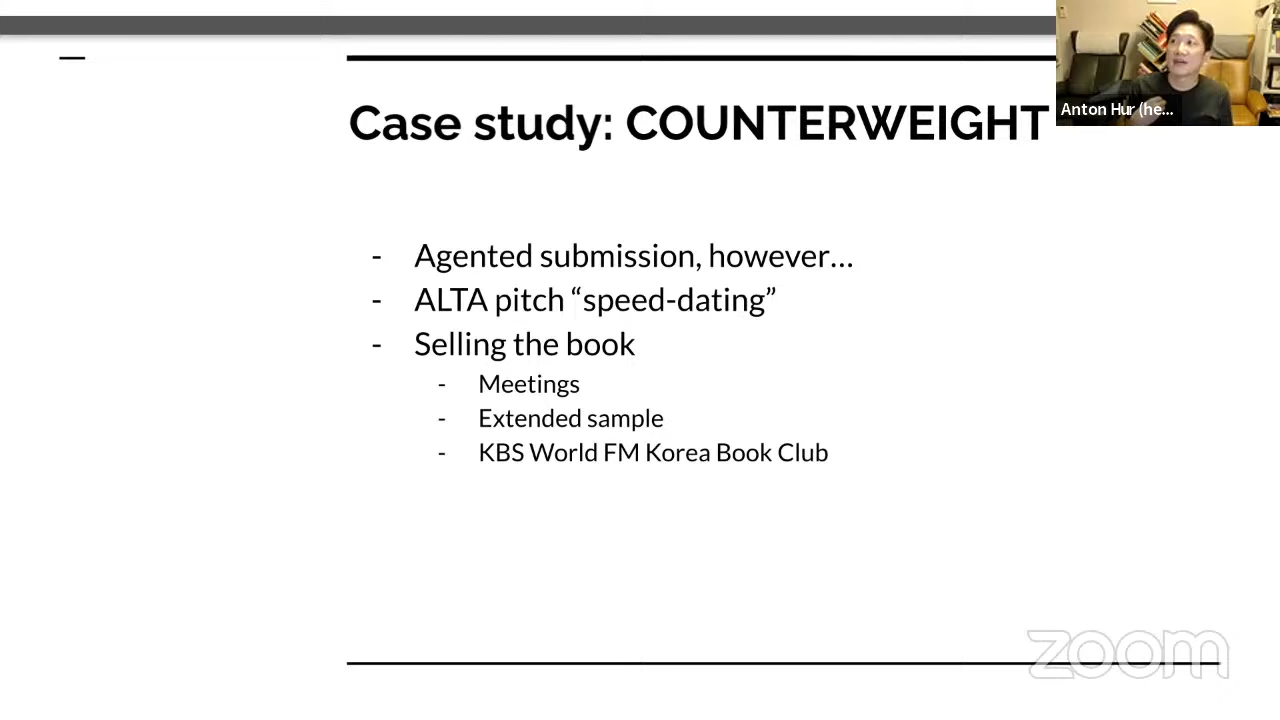 Case study: COUNTERWEIGHT
Anton Hur (he...
- Agented submission, however...
- ALTA pitch “speed-dating”
- Selling the book
- Meetings
- Extended sample
- KBS World FM Korea Book Club
zoom